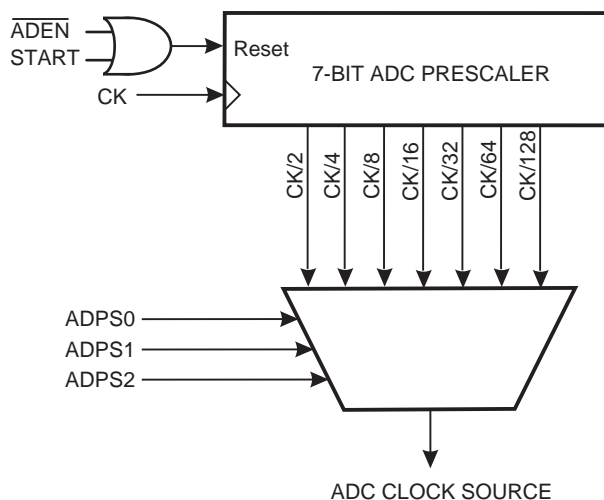 ADEN
START
Reset
7-BIT ADC PRESCALER
CK
CK/2
CK/4
CK/8
CK/16
CK/32
CK/64
CK/128
ADPS0
ADPS1
ADPS2
ADC CLOCK SOURCE